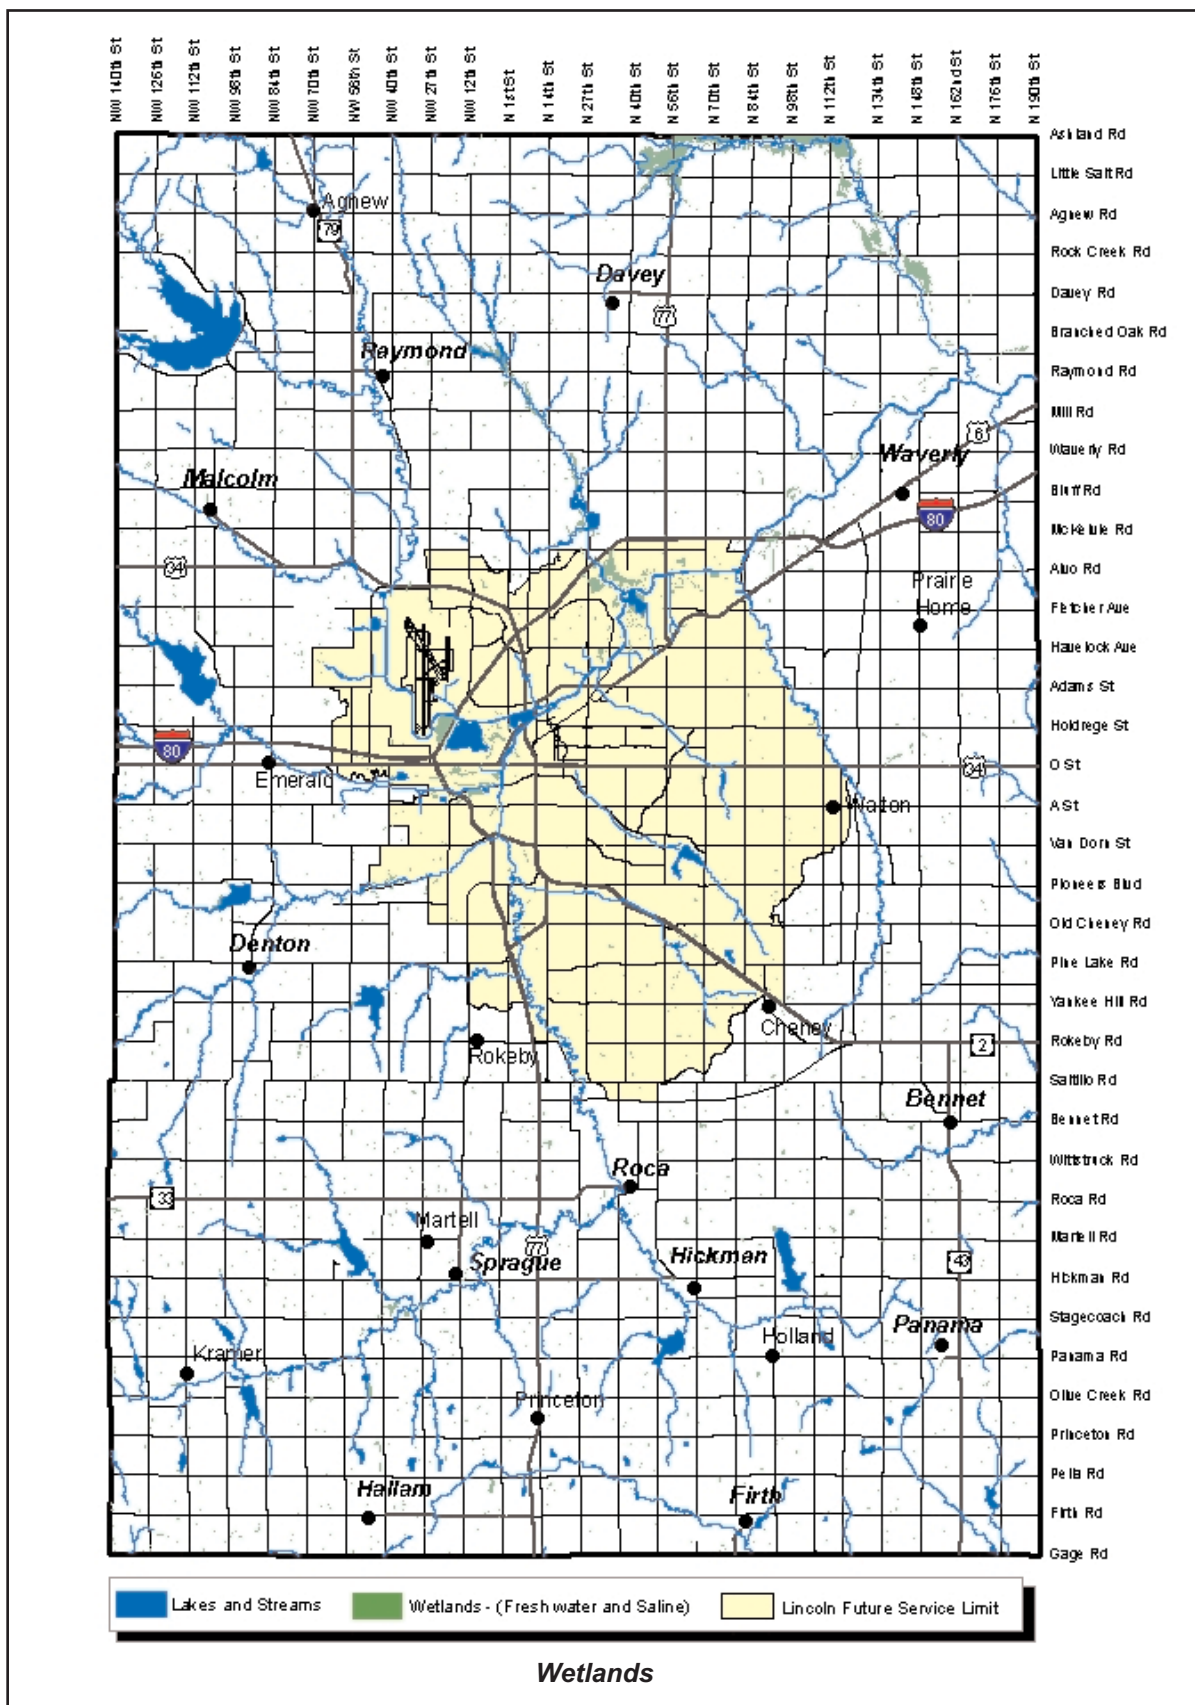 NW 140th St
NW 126th St
NW 112th St
NW 98th St
NW 84th St
NW 70th St
NW 56th St
NW 40th St
NW 27th St
NW 12th St
N 1st St
N 14th St
N 27th St
N 40th St
N 56th St
N 70th St
N 84th St
N 98th St
N 112th St
N 134th St
N 148th St
N 162nd St
N 176th St
N 190th St
Ashland Rd
Little Salt Rd
Agnew
Agnew Rd
79
Rock Creek Rd
Davey
Davey Rd
77
Branched Oak Rd
Raymond
Raymond Rd
Mill Rd
6
Waverly
Waverly Rd
Malcolm
Bluff Rd
80
McKelvie Rd
34
Alvo Rd
Prairie
Home
Fletcher Ave
Havelock Ave
Adams St
Holdrege St
80
Emerald
34
O St
Walton
A St
Van Dorn St
Pioneers Blvd
Old Cheney Rd
Denton
Pine Lake Rd
Yankee Hill Rd
Cheney
Rokeby
2
Rokeby Rd
Saltillo Rd
Bennet
Bennet Rd
Wittstruck Rd
Roca
33
Roca Rd
Martell
Martell Rd
77
Hickman
43
Sprague
Hickman Rd
Stagecoach Rd
Holland
Panama
Kramer
Panama Rd
Olive Creek Rd
Princeton
Princeton Rd
Pella Rd
Hallam
Firth
Firth Rd
Gage Rd
Lakes and Streams
Wetlands - (Freshwater and Saline)
Lincoln Future Service Limit
Wetlands